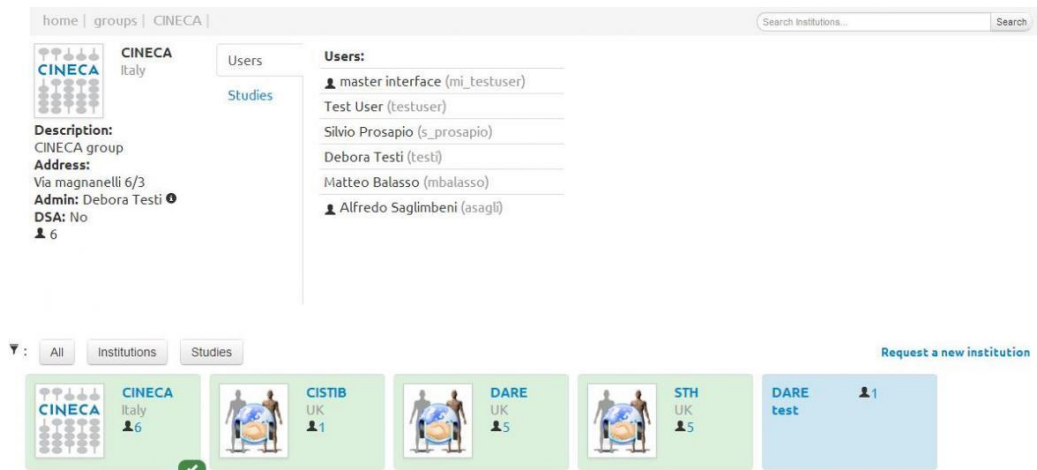 home | groups | CINECA |
Search Institutions...
Search
CINECA
CINECA
Italy
Description:
CINECA group
Address:
Via magnanelli 6/3
Admin: Debora Testi
DSA: No
6
Users
Studies
Users:
master interface (mi_testuser)
Test User (testuser)
Silvio Prosapio (s_prosapio)
Debora Testi (testi)
Matteo Balasso (mbalasso)
Alfredo Saglimbeni (asagli)
:
All
Institutions
Studies
Request a new institution
CINECA
CINECA
Italy
6
CISTIB
UK
1
DARE
UK
5
STH
UK
5
DARE
test
1